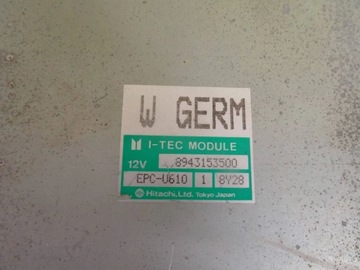 W GERM
I-TEC MODULE
12V 8943153500
EPC-U610 1 8Y28
Hitachi, Ltd. Tokyo Japan